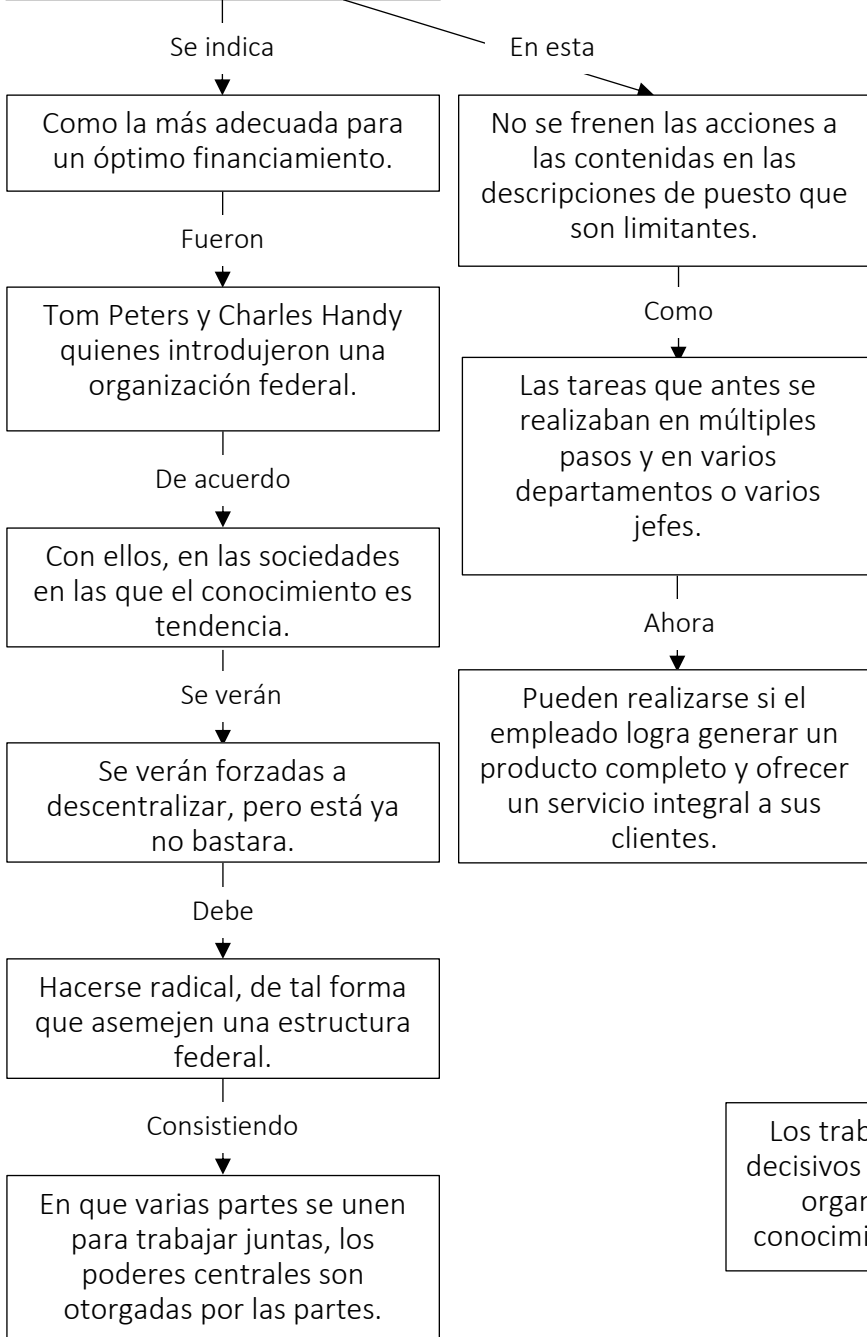 Se indica
Como la más adecuada para
un óptimo financiamiento.
Fueron
Tom Peters y Charles Handy
quienes introdujeron una
organización federal.
De acuerdo
Con ellos, en las sociedades
en las que el conocimiento es
tendencia.
Se verán
Se verán forzadas a
descentralizar, pero está ya
no bastara.
Debe
Hacerse radical, de tal forma
que asemejen una estructura
federal.
Consistiendo
En que varias partes se unen
para trabajar juntas, los
poderes centrales son
otorgadas por las partes.
En esta
No se frenen las acciones a
las contenidas en las
descripciones de puesto que
son limitantes.
Como
Las tareas que antes se
realizaban en múltiples
pasos y en varios
departamentos o varios
jefes.
Ahora
Pueden realizarse si el
empleado logra generar un
producto completo y ofrecer
un servicio integral a sus
clientes.
Los
decisivos